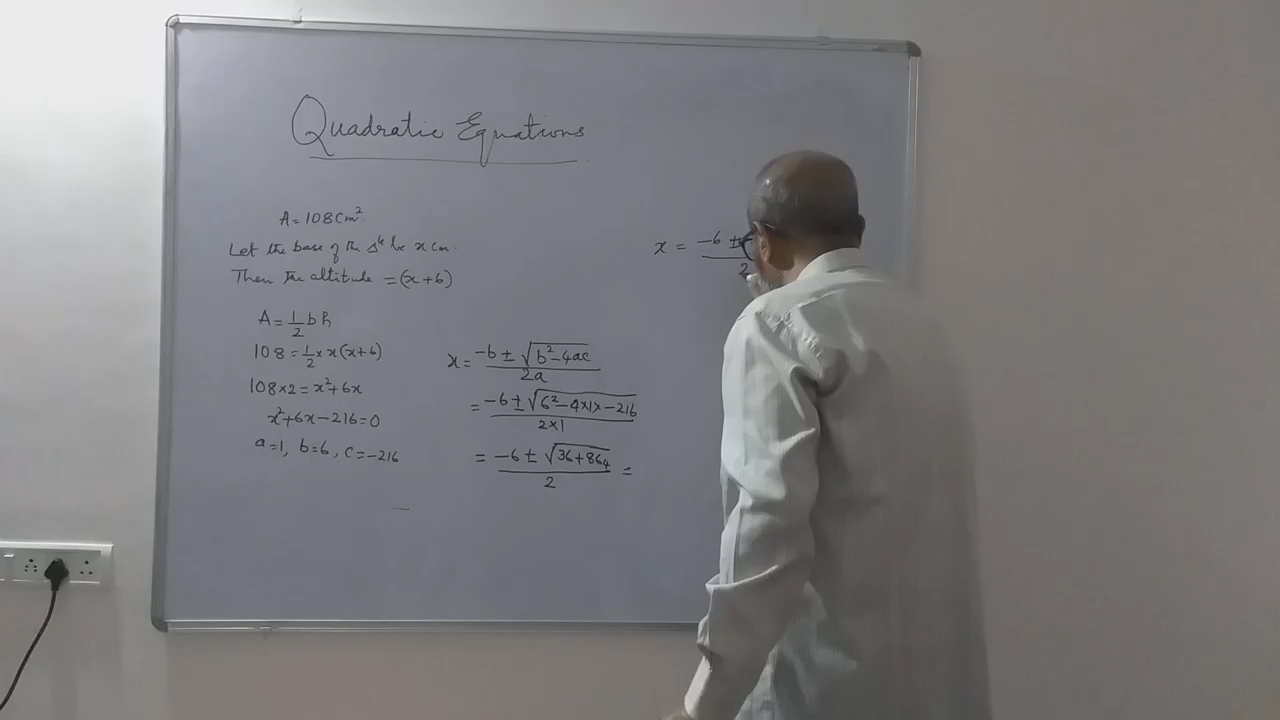 Quadratic Equations
A = 108 Cm²
Let the base of the Δˡᵉ be x cm.
Then the altitude = (x+6)
A = 1/2 b h
108 = 1/2 × x(x+6)
108×2 = x²+6x
x²+6x−216=0
a=1, b=6, c=−216
x = (−b ± √(b²−4ac))/2a
= (−6 ± √(6²−4×1×−216))/2×1
= (−6 ± √(36+864))/2 =
x = −6 ±
2